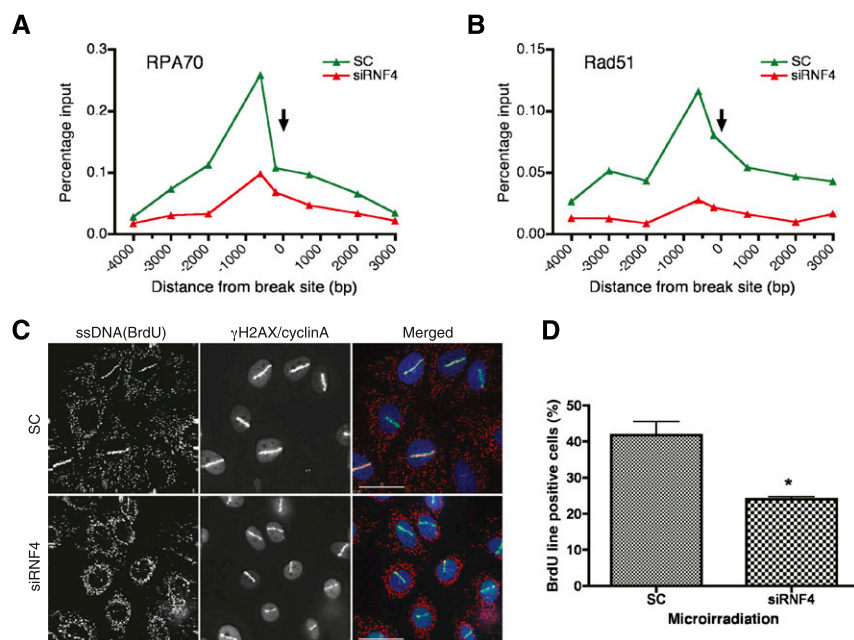 A
RPA70
SC
siRNF4
Percentage input
0.3
0.2
0.1
0.0
-4000
-3000
-2000
-1000
0
1000
2000
3000
Distance from break site (bp)
B
Rad51
SC
siRNF4
Percentage input
0.15
0.10
0.05
0.00
-4000
-3000
-2000
-1000
0
1000
2000
3000
Distance from break site (bp)
C
ssDNA(BrdU)
γH2AX/cyclinA
Merged
SC
siRNF4
D
BrdU line positive cells (%)
50
40
30
20
10
0
*
SC
siRNF4
Microirradiation